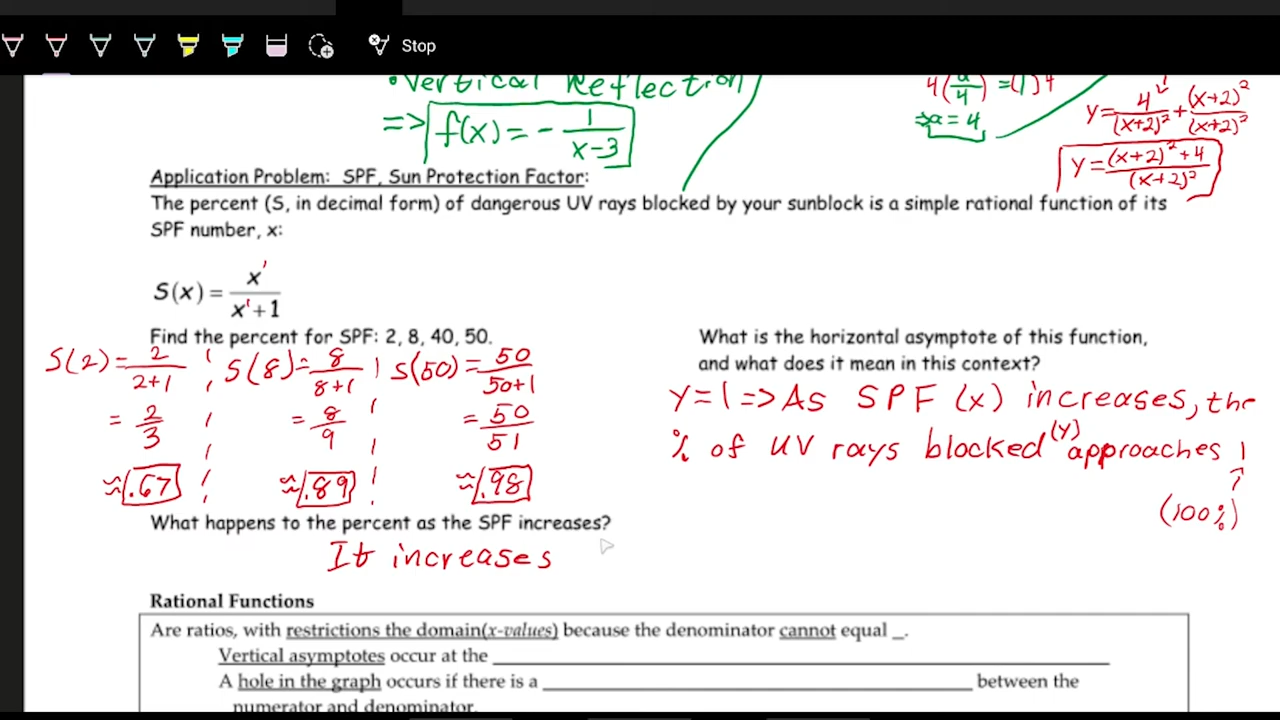 Stop
•Vertical Reflection
=> f(x) = - 1/(x-3)
4(a/4) = (1)4
=> a = 4
y = 4/(x+2)² + (x+2)²/(x+2)²
y = ((x+2)² + 4)/(x+2)²
Application Problem: SPF, Sun Protection Factor:
The percent (S, in decimal form) of dangerous UV rays blocked by your sunblock is a simple rational function of its
SPF number, x:
S(x) = x¹/(x¹+1)
Find the percent for SPF: 2, 8, 40, 50.
S(2) = 2/(2+1)
= 2/3
≈ .67
S(8) = 8/(8+1)
= 8/9
≈ .89
S(50) = 50/(50+1)
= 50/51
≈ .98
What happens to the percent as the SPF increases?
It increases
What is the horizontal asymptote of this function,
and what does it mean in this context?
Y=1 => As SPF (x) increases, the
% of UV rays blocked (y) approaches 1
(100%)
Rational Functions
Are ratios, with restrictions the domain(x-values) because the denominator cannot equal _.
Vertical asymptotes occur at the ____
A hole in the graph occurs if there is a ____ between the
numerator and denominator.